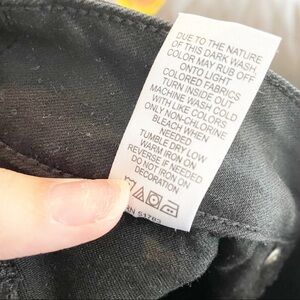 DUE TO THE NATURE
OF THIS DARK WASH,
COLOR MAY RUB OFF
ONTO LIGHT
COLORED FABRICS
TURN INSIDE OUT
MACHINE WASH COLD
WITH LIKE COLORS
ONLY NON-CHLORINE
BLEACH WHEN
NEEDED
TUMBLE DRY LOW
WARM IRON ON
REVERSE IF NEEDED
DO NOT IRON ON
DECORATION
RN 51783